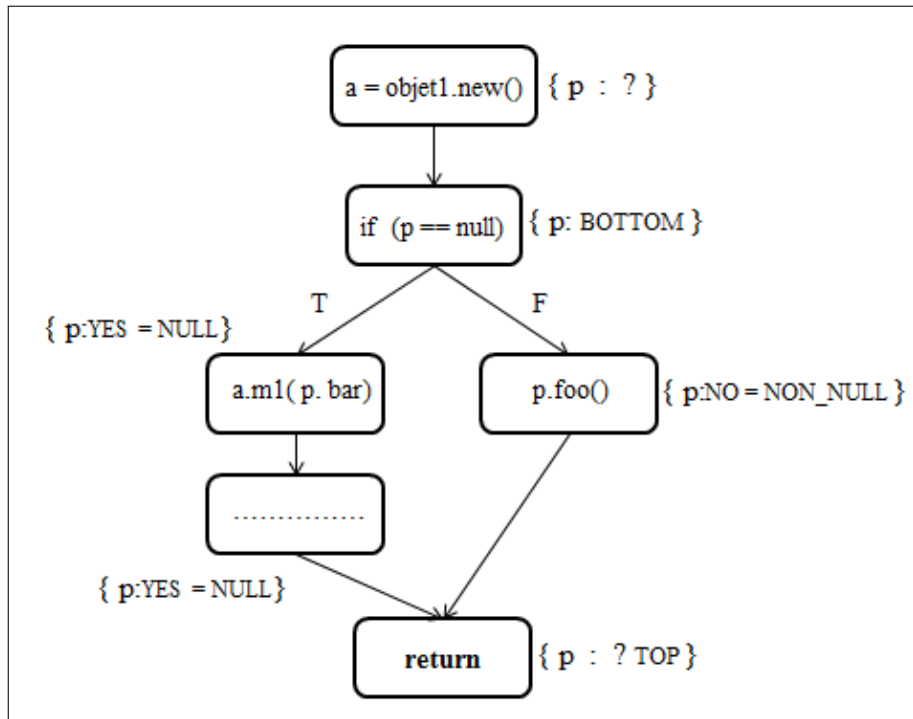 a = objet1.new()
{ p : ? }
if (p == null)
{ p: BOTTOM }
T
F
{ p:YES = NULL}
a.m1( p. bar)
p.foo()
{ p:NO = NON_NULL }
...............
{ p:YES = NULL}
return
{ p : ? TOP }